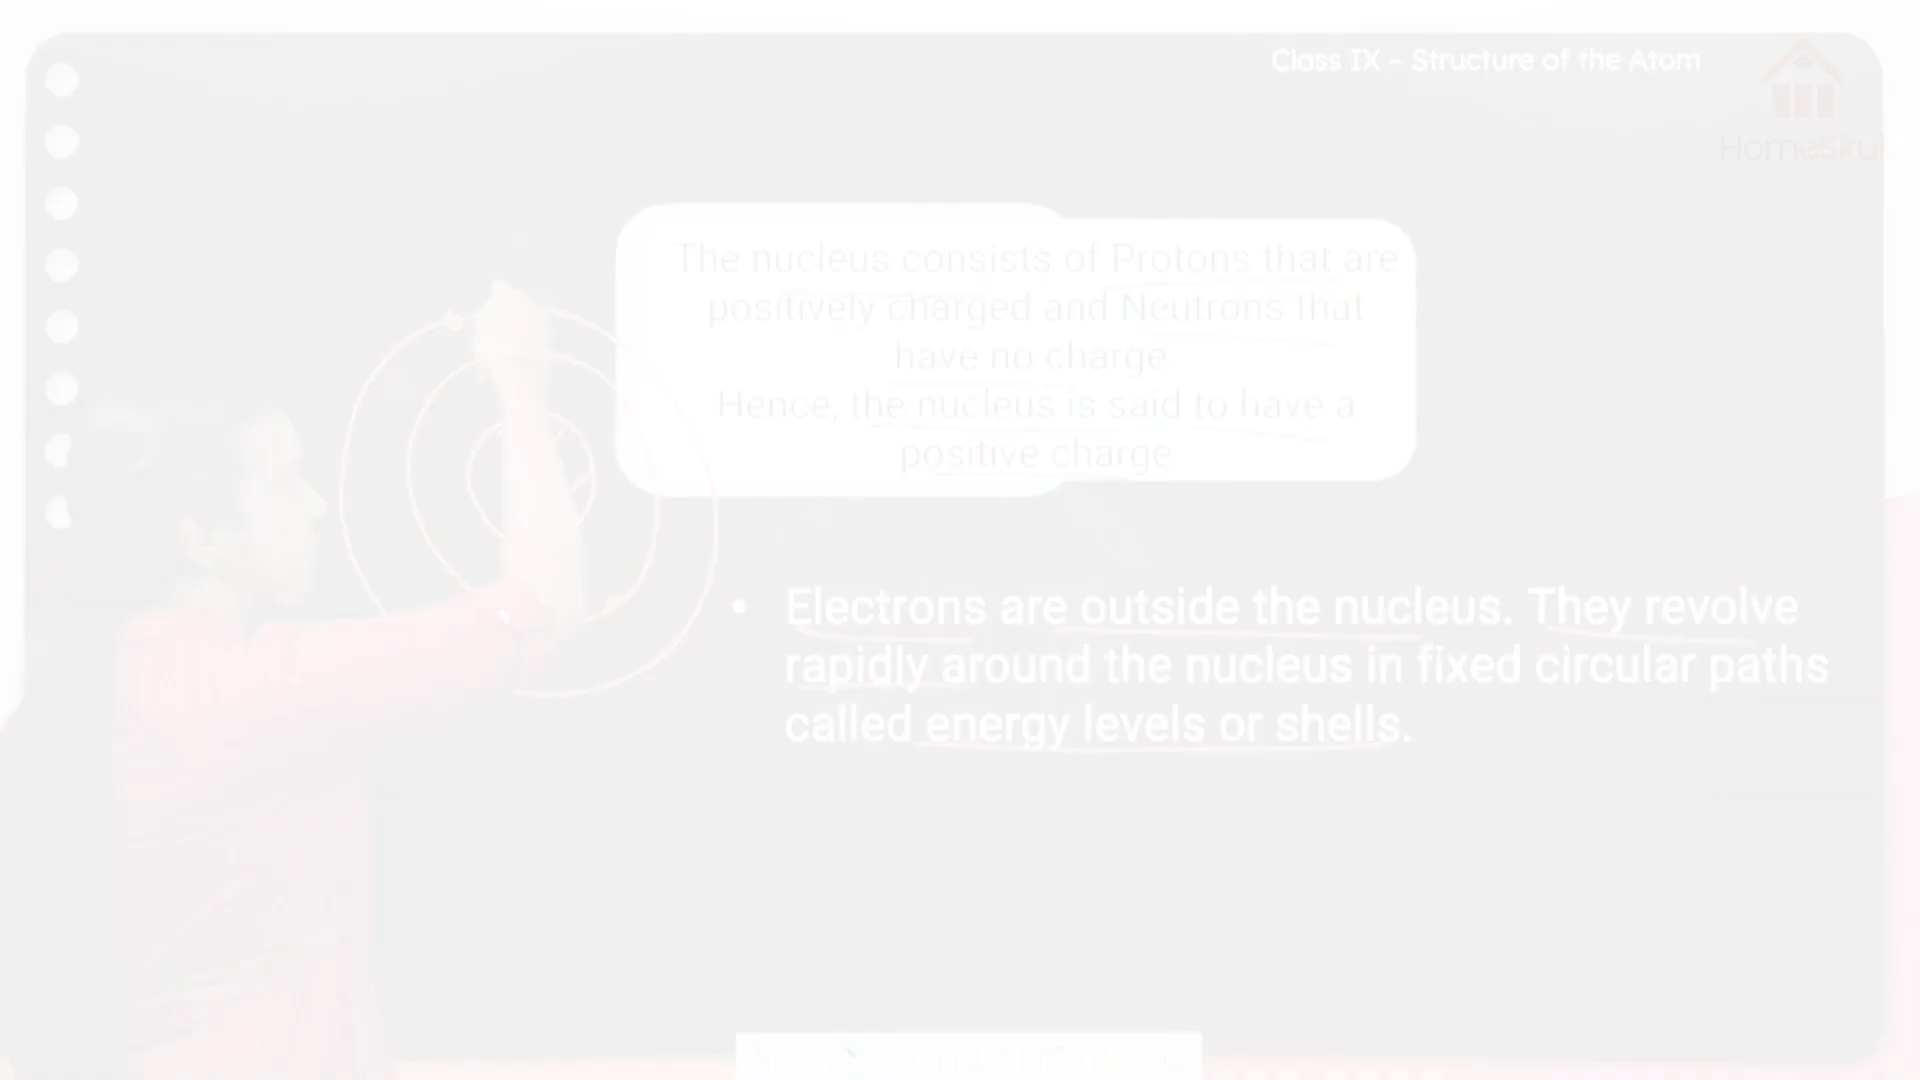 Class IX – Structure of the Atom
HomeSkul
The nucleus consists of Protons that are
positively charged and Neutrons that
have no charge
Hence, the nucleus is said to have a
positive charge
• Electrons are outside the nucleus. They revolve
rapidly around the nucleus in fixed circular paths
called energy levels or shells.